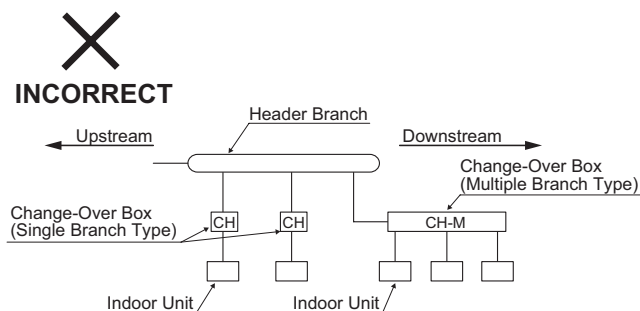 INCORRECT
Header Branch
Upstream
Downstream
Change-Over Box
(Multiple Branch Type)
Change-Over Box
(Single Branch Type)
CH
CH
CH-M
Indoor Unit
Indoor Unit